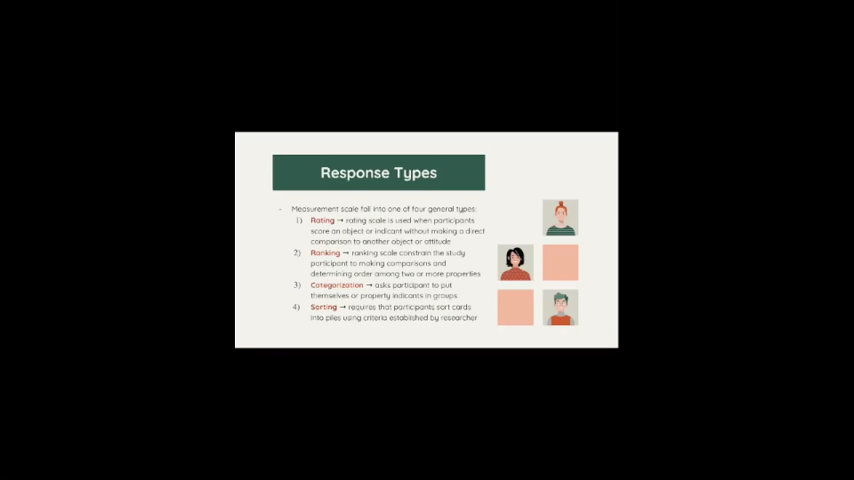 Response Types
- Measurement scale fall into one of four general types:
1) Rating → rating scale is used when participants
score an object or indicant without making a direct
comparison to another object or attitude
2) Ranking → ranking scale constrain the study
participant to making comparisons and
determining order among two or more properties
3) Categorization → asks participant to put
themselves or property indicants in groups
4) Sorting → requires that participants sort cards
into piles using criteria established by researcher